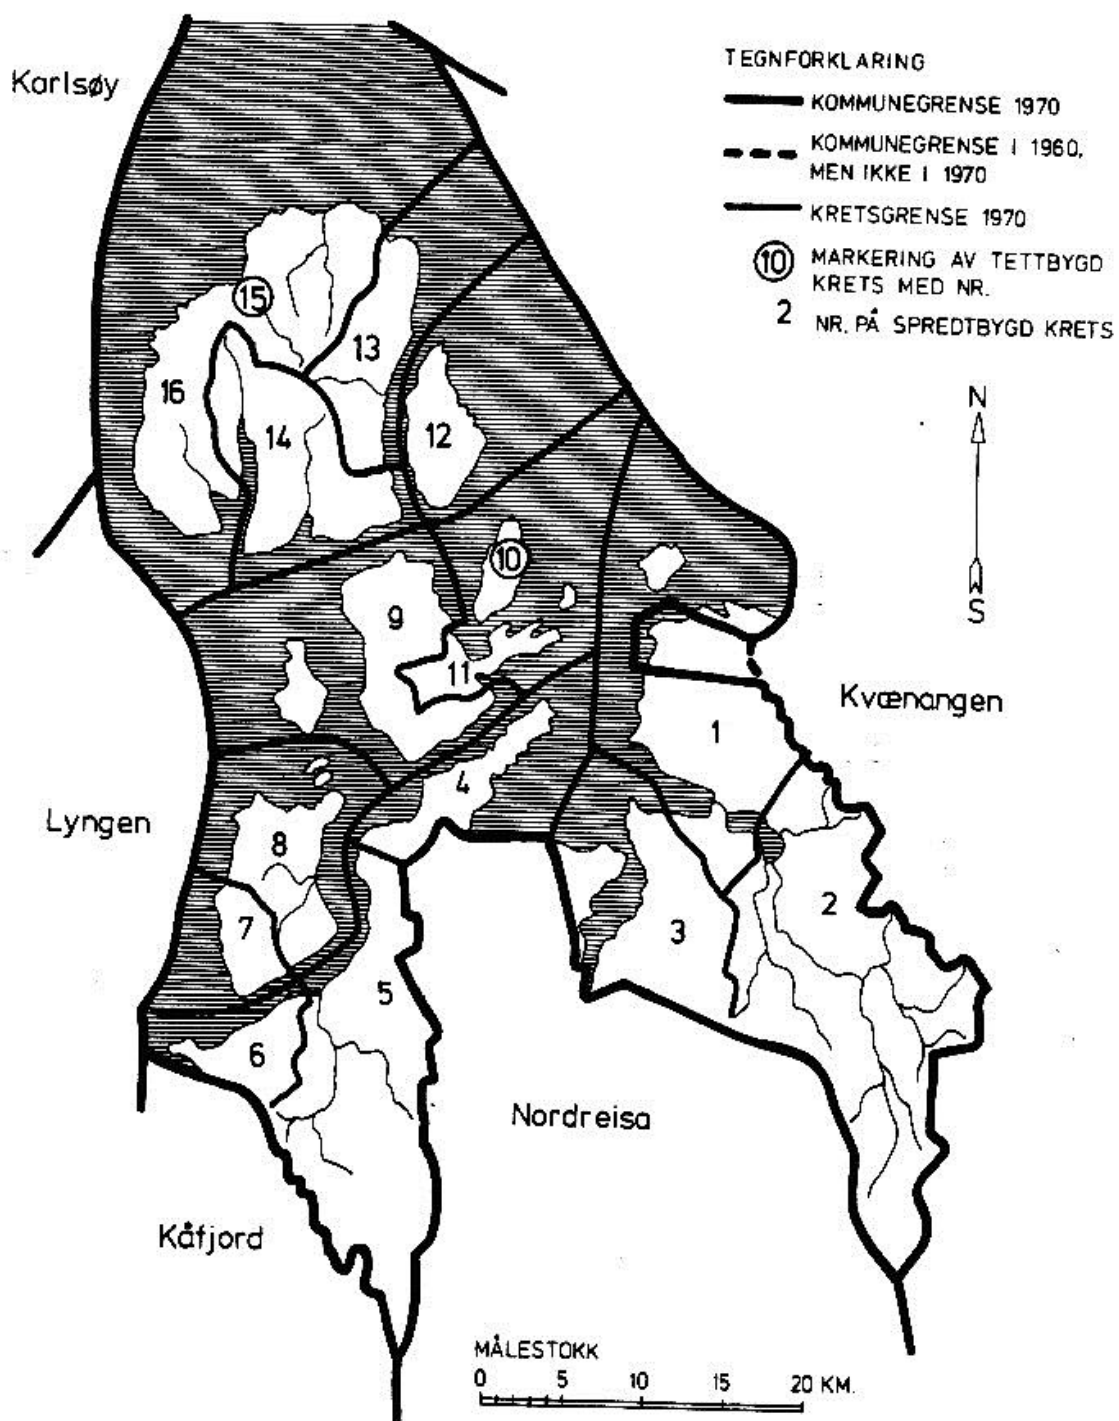 Karlsøy
TEGNFORKLARING
KOMMUNEGRENSE 1970
KOMMUNEGRENSE I 1960,
MEN IKKE I 1970
KRETSGRENSE 1970
10 MARKERING AV TETTBYGD
KRETS MED NR.
2 NR. PÅ SPREDTBYGD KRETS
15
13
16
14
12
N
10
S
9
11
Kvænangen
1
4
Lyngen
8
2
7
3
5
6
Nordreisa
Kåfjord
MÅLESTOKK
0 5 10 15 20 KM.